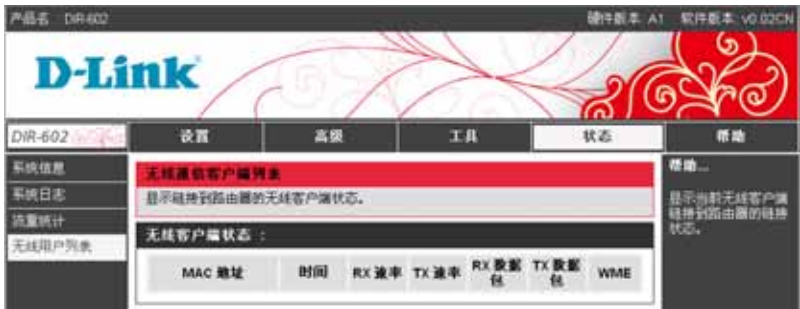 产品名 DIR-602 硬件版本: A1 软件版本: v0.02CN
D-Link
DIR-602 设置 高级 工具 状态 帮助
系统信息
系统日志
流量统计
无线用户列表
无线通信客户端列表
显示链接到路由器的无线客户端状态。
无线客户端状态 :
MAC 地址 时间 RX 速率 TX 速率 RX 数据包 TX 数据包 WME
帮助...
显示当前无线客户端
链接到路由器的链接
状态。